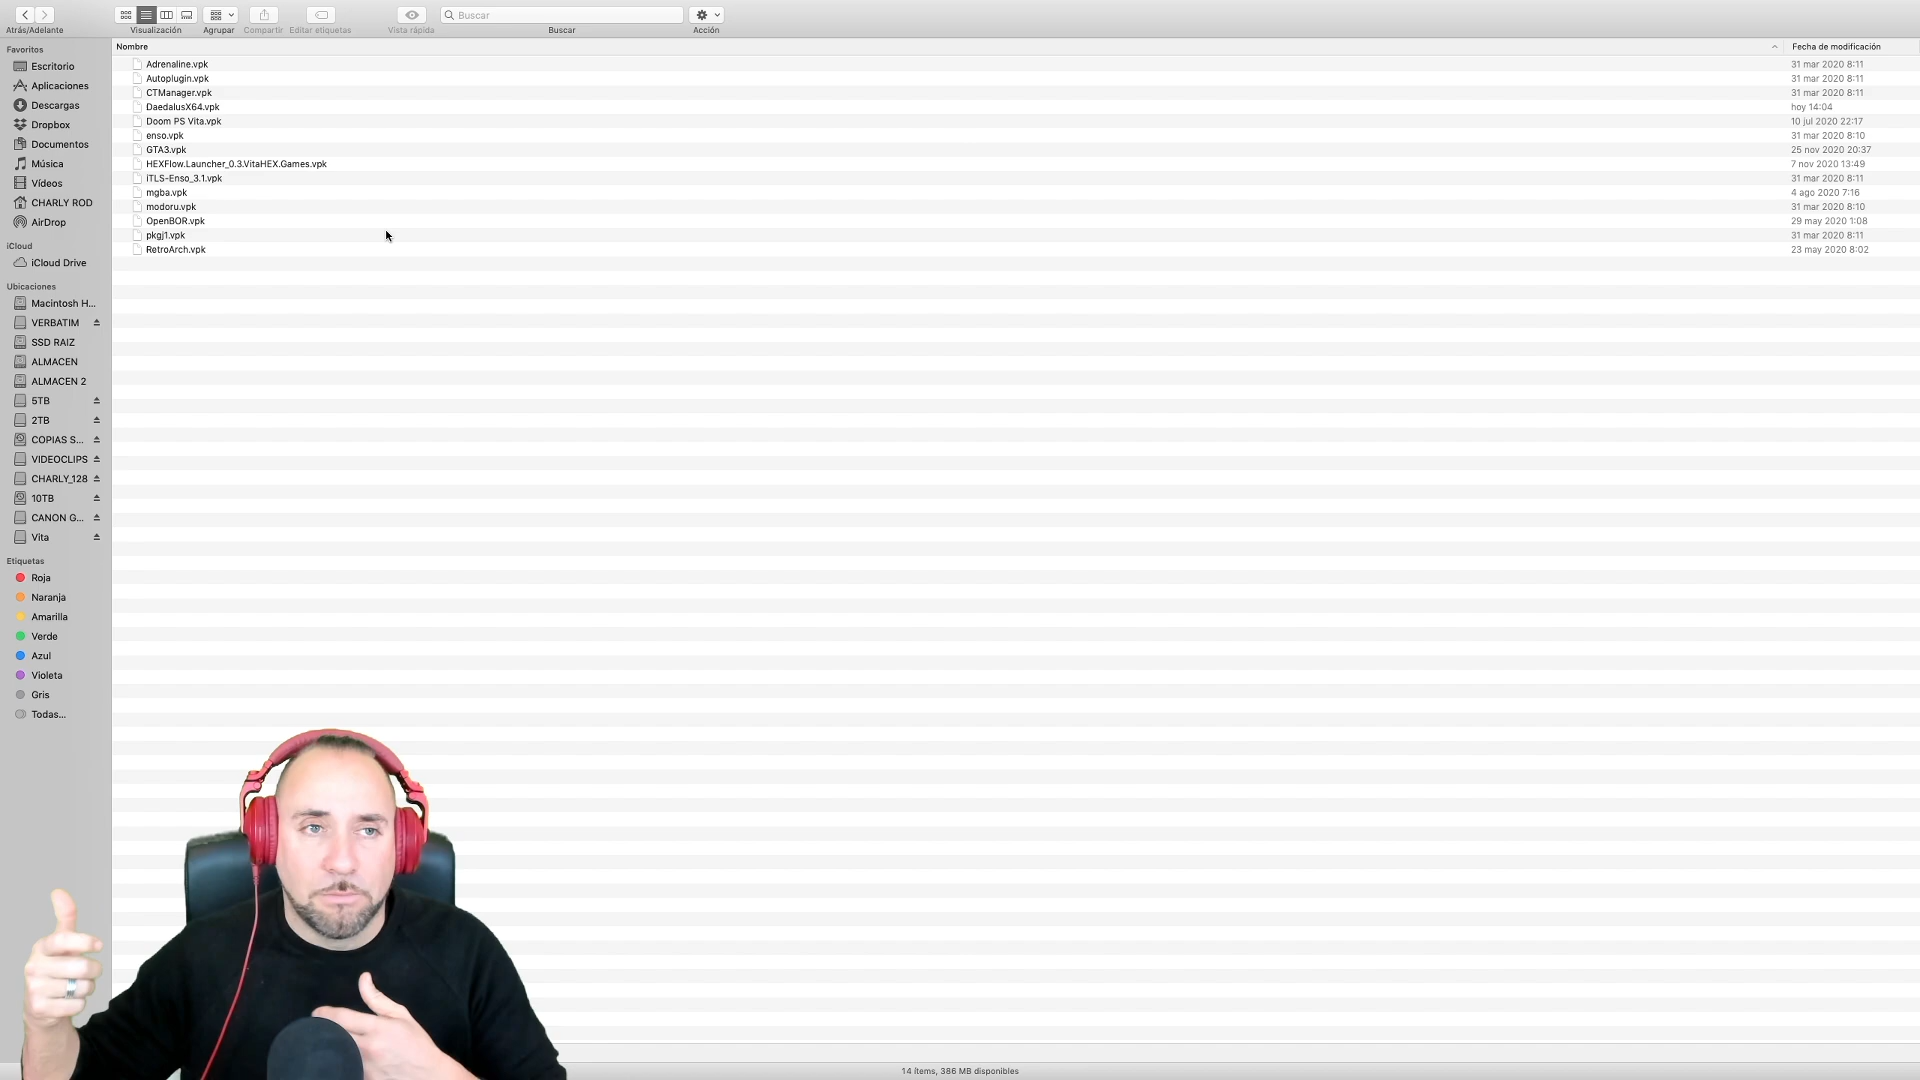 Buscar
Atrás/Adelante
Visualización
Agrupar
Compartir
Editar etiquetas
Vista rápida
Buscar
Acción
Favoritos
Escritorio
Aplicaciones
Descargas
Dropbox
Documentos
Música
Vídeos
CHARLY ROD
AirDrop
iCloud
iCloud Drive
Ubicaciones
Macintosh H...
VERBATIM
SSD RAIZ
ALMACEN
ALMACEN 2
5TB
2TB
COPIAS S...
VIDEOCLIPS
CHARLY_128
10TB
CANON G...
Vita
Etiquetas
Roja
Naranja
Amarilla
Verde
Azul
Violeta
Gris
Todas...
Nombre Fecha de modificación
Adrenaline.vpk 31 mar 2020 8:11
Autoplugin.vpk 31 mar 2020 8:11
CTManager.vpk 31 mar 2020 8:11
DaedalusX64.vpk hoy 14:04
Doom PS Vita.vpk 10 jul 2020 22:17
enso.vpk 31 mar 2020 8:10
GTA3.vpk 25 nov 2020 20:37
HEXFlow.Launcher_0.3.VitaHEX.Games.vpk 7 nov 2020 13:49
iTLS-Enso_3.1.vpk 31 mar 2020 8:11
mgba.vpk 4 ago 2020 7:16
modoru.vpk 31 mar 2020 8:10
OpenBOR.vpk 29 may 2020 1:08
pkgj1.vpk 31 mar 2020 8:11
RetroArch.vpk 23 may 2020 8:02
14 ítems, 386 MB disponibles